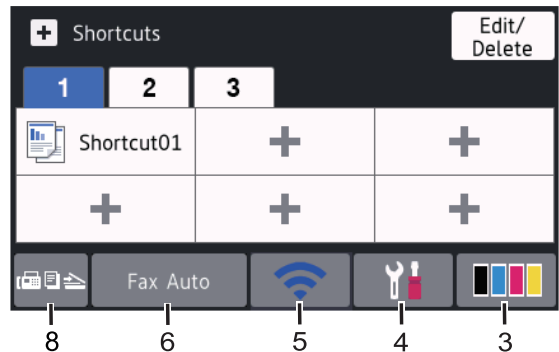 Shortcuts
Edit/
Delete
1 2 3
Shortcut01
Fax Auto
8 6 5 4 3